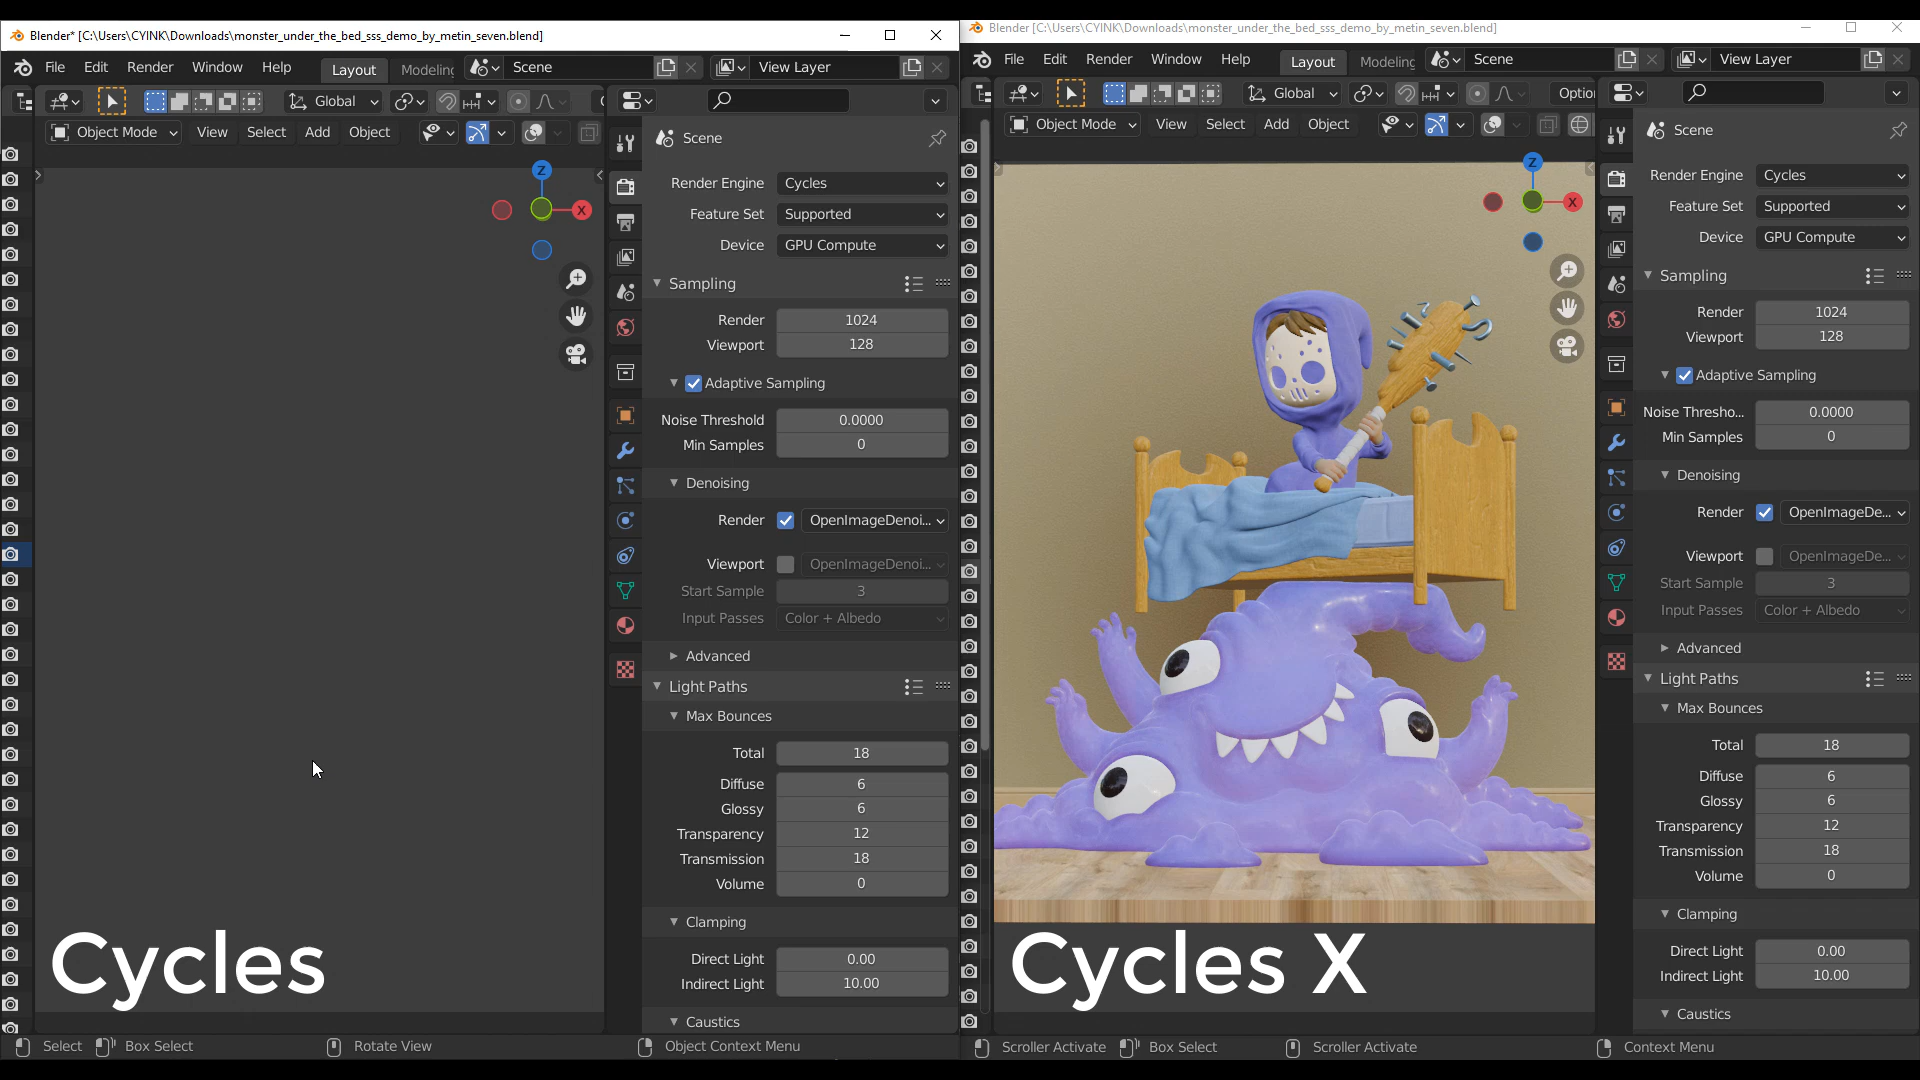 Blender* [C:\Users\CYINK\Downloads\monster_under_the_bed_sss_demo_by_metin_seven.blend]
File Edit Render Window Help Layout Modeling Scene View Layer
Global
Object Mode View Select Add Object
Z
X
Scene
Render Engine Cycles
Feature Set Supported
Device GPU Compute
Sampling
Render 1024
Viewport 128
Adaptive Sampling
Noise Threshold 0.0000
Min Samples 0
Denoising
Render OpenImageDenoi...
Viewport OpenImageDenoi...
Start Sample 3
Input Passes Color + Albedo
Advanced
Light Paths
Max Bounces
Total 18
Diffuse 6
Glossy 6
Transparency 12
Transmission 18
Volume 0
Clamping
Direct Light 0.00
Indirect Light 10.00
Caustics
Cycles
Select Box Select Rotate View Object Context Menu
Blender [C:\Users\CYINK\Downloads\monster_under_the_bed_sss_demo_by_metin_seven.blend]
File Edit Render Window Help Layout Modeling Scene View Layer
Global Optio
Object Mode View Select Add Object
Z
X
Scene
Render Engine Cycles
Feature Set Supported
Device GPU Compute
Sampling
Render 1024
Viewport 128
Adaptive Sampling
Noise Thresho... 0.0000
Min Samples 0
Denoising
Render OpenImageDe...
Viewport OpenImageDe...
Start Sample 3
Input Passes Color + Albedo
Advanced
Light Paths
Max Bounces
Total 18
Diffuse 6
Glossy 6
Transparency 12
Transmission 18
Volume 0
Clamping
Direct Light 0.00
Indirect Light 10.00
Caustics
Cycles X
Scroller Activate Box Select Scroller Activate Context Menu